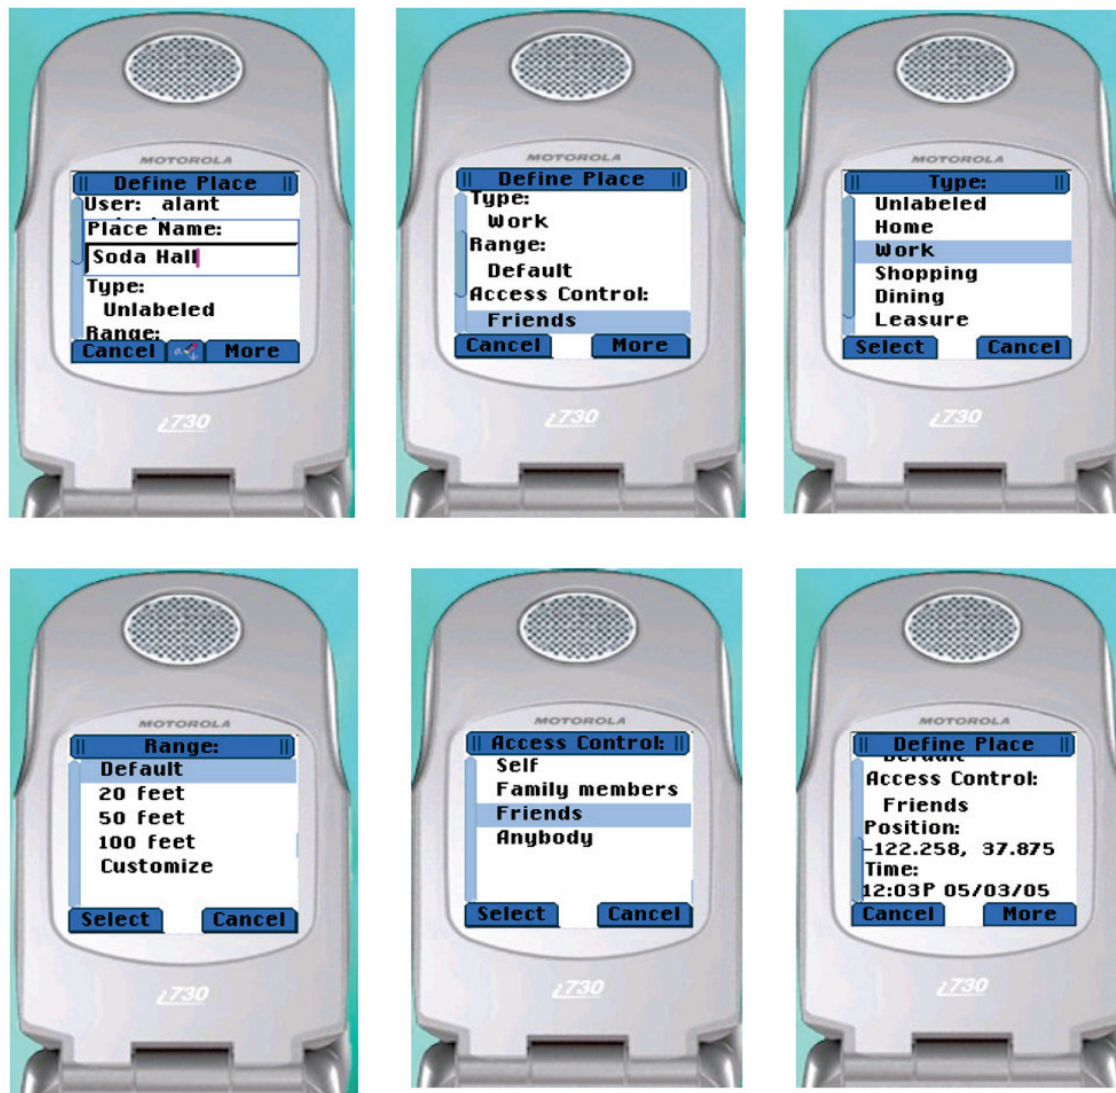 MOTOROLA
Define Place
User: alant
Place Name:
Soda Hall
Type:
Unlabeled
Range:
Cancel
More
i730
MOTOROLA
Define Place
Type:
Work
Range:
Default
Access Control:
Friends
Cancel
More
i730
MOTOROLA
Type:
Unlabeled
Home
Work
Shopping
Dining
Leasure
Select
Cancel
i730
MOTOROLA
Range:
Default
20 feet
50 feet
100 feet
Customize
Select
Cancel
i730
MOTOROLA
Access Control:
Self
Family members
Friends
Anybody
Select
Cancel
i730
MOTOROLA
Define Place
Default
Access Control:
Friends
Position:
-122.258, 37.875
Time:
12:03P 05/03/05
Cancel
More
i730